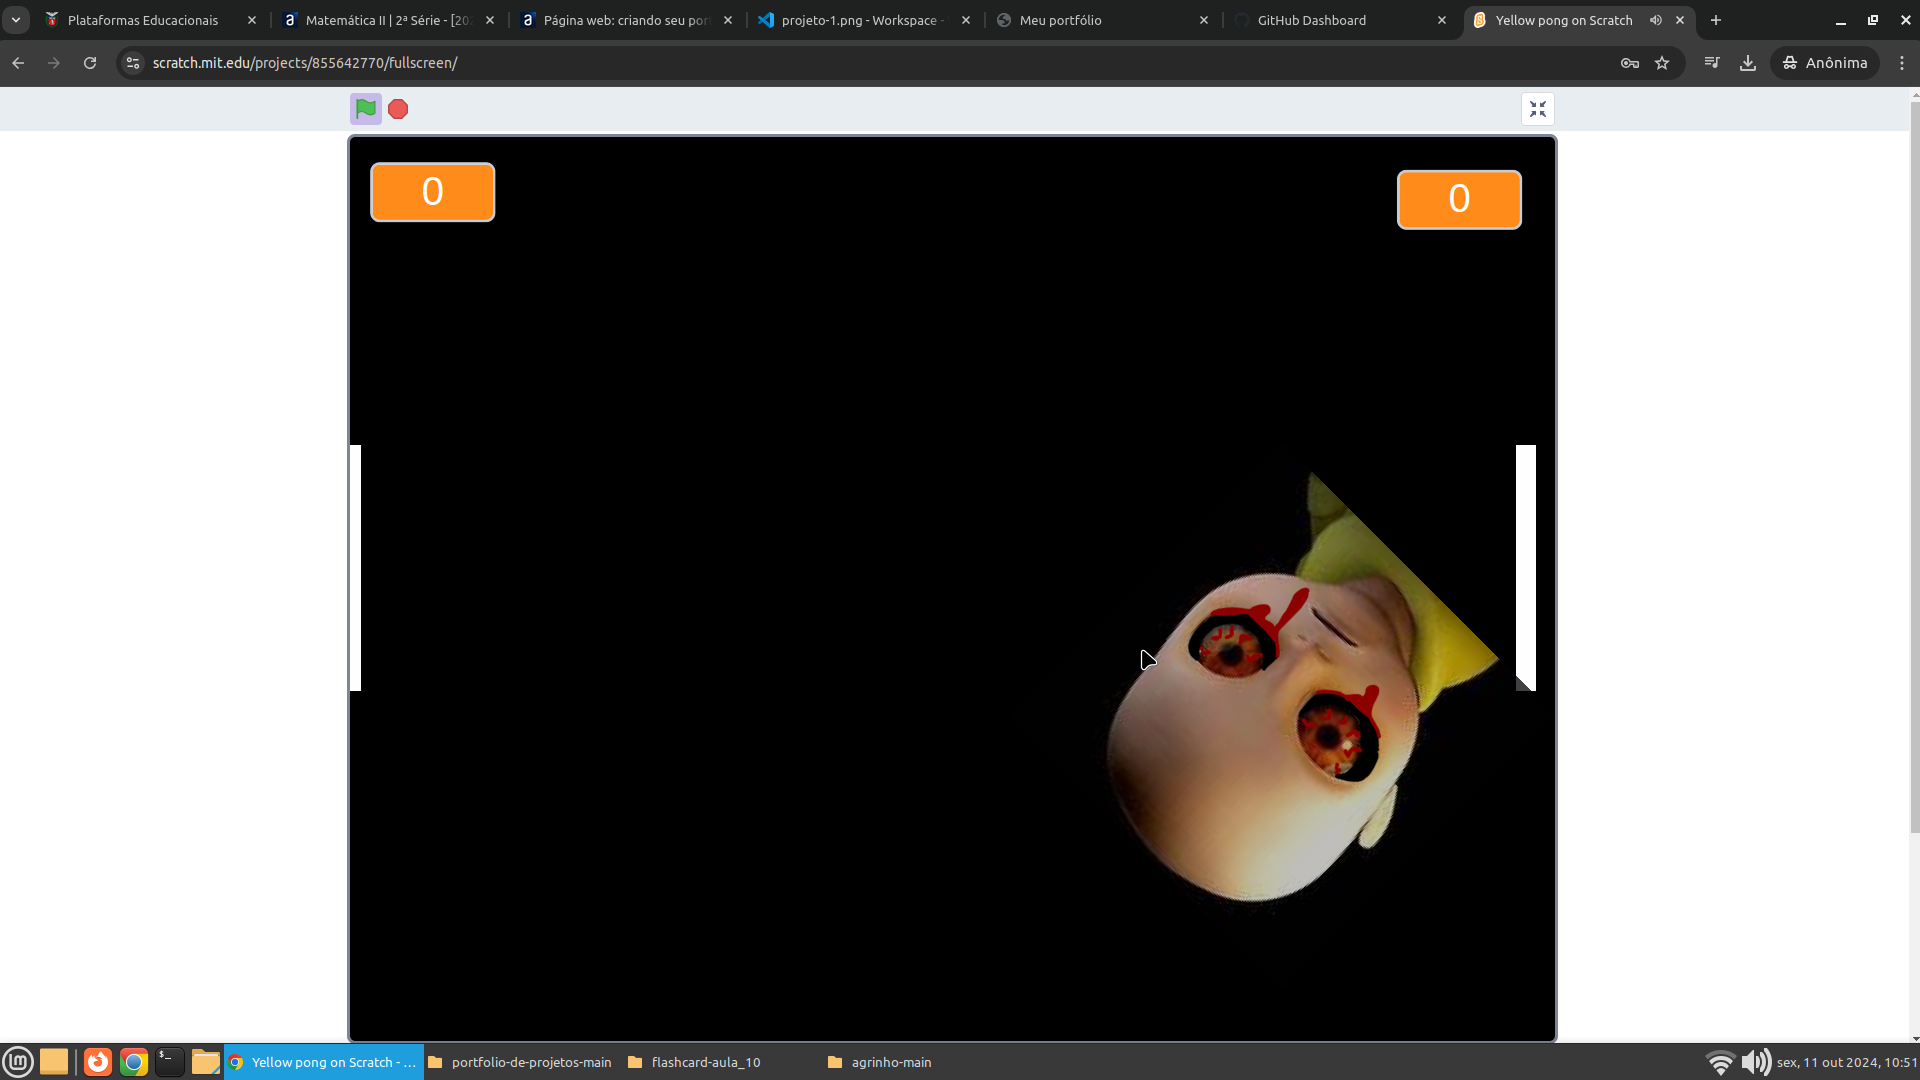 Plataformas Educacionais
Matemática II | 2ª Série - [202
Página web: criando seu por
projeto-1.png - Workspace -
Meu portfólio
GitHub Dashboard
Yellow pong on Scratch
scratch.mit.edu/projects/855642770/fullscreen/
Anônima
0
0
Yellow pong on Scratch - ...
portfolio-de-projetos-main
flashcard-aula_10
agrinho-main
sex, 11 out 2024, 10:51